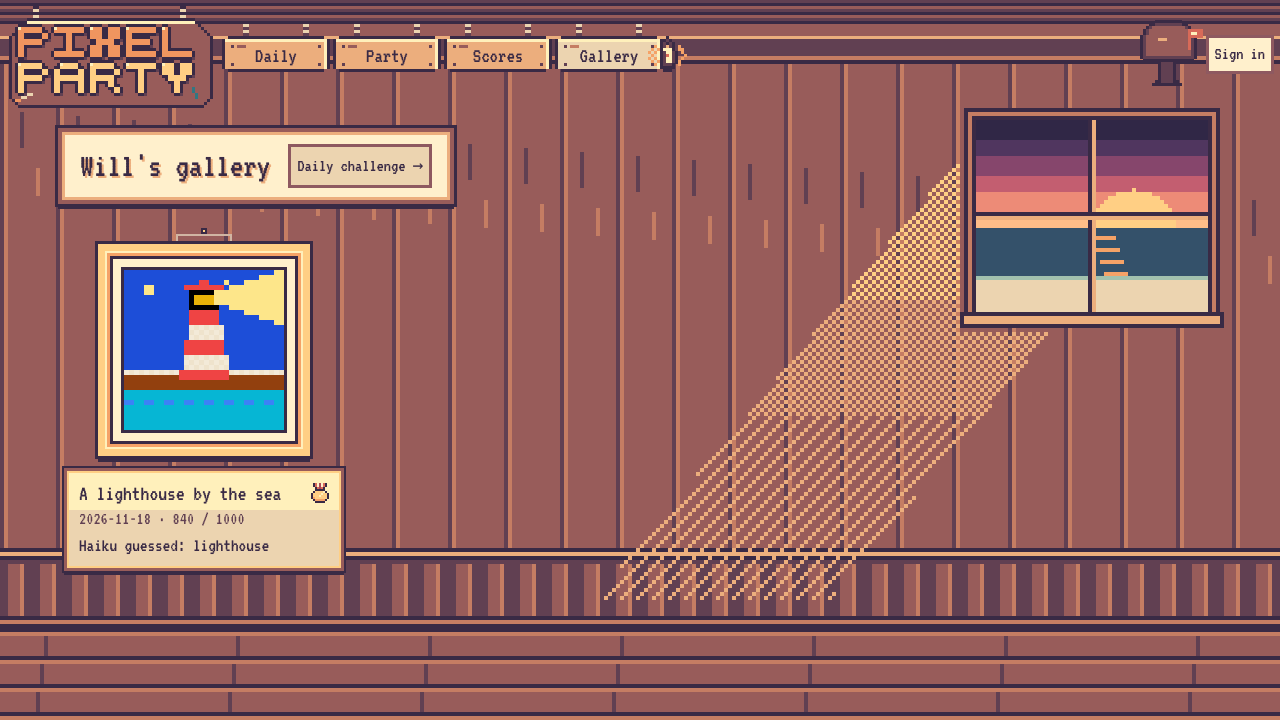 PIXEL
PARTY
Daily
Party
Scores
Gallery
Sign in
Will's gallery
Daily challenge →
A lighthouse by the sea
2026-11-18 · 840 / 1000
Haiku guessed: lighthouse